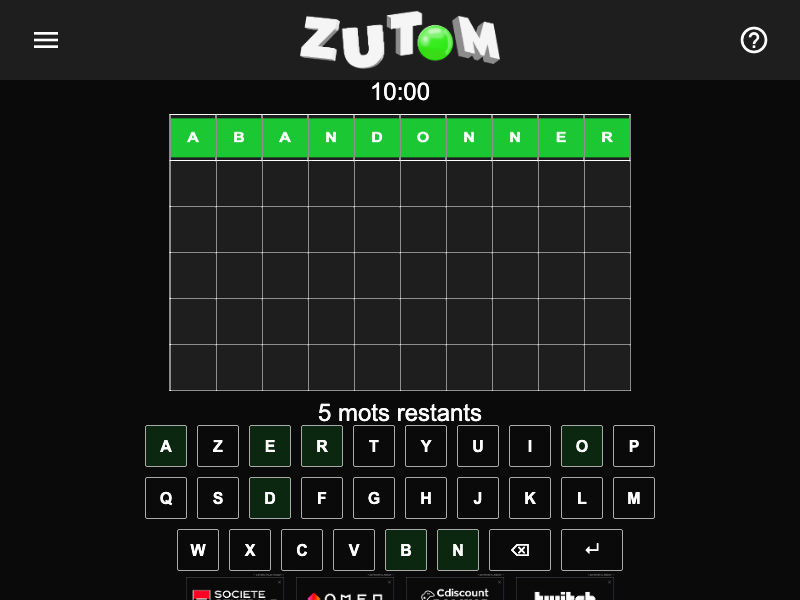 ZUTOM
10:00
A B A N D O N N E R
5 mots restants
A Z E R T Y U I O P
Q S D F G H J K L M
W X C V B N
SOCIETE
OMEN
Cdiscount
twitch